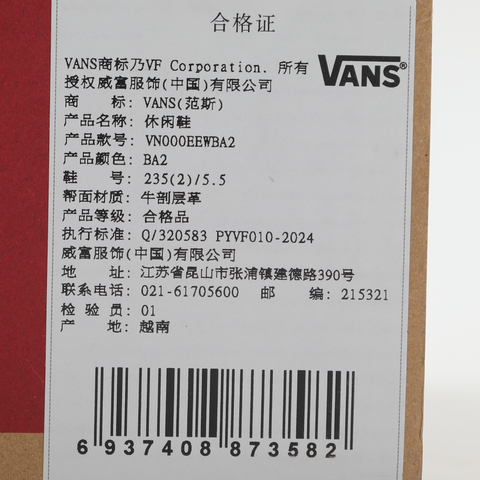 合格证
VANS商标乃VF Corporation. 所有
授权威富服饰(中国)有限公司
VANS®
商 标: VANS(范斯)
产品名称: 休闲鞋
产品款号: VN000EEWBA2
产品颜色: BA2
鞋 号: 235(2)/5.5
帮面材质: 牛剖层革
产品等级: 合格品
执行标准: Q/320583 PYVF010-2024
威富服饰(中国)有限公司
地 址: 江苏省昆山市张浦镇建德路390号
联系电话: 021-61705600 邮 编: 215321
检 验 员: 01
产 地: 越南
6 937408 873582